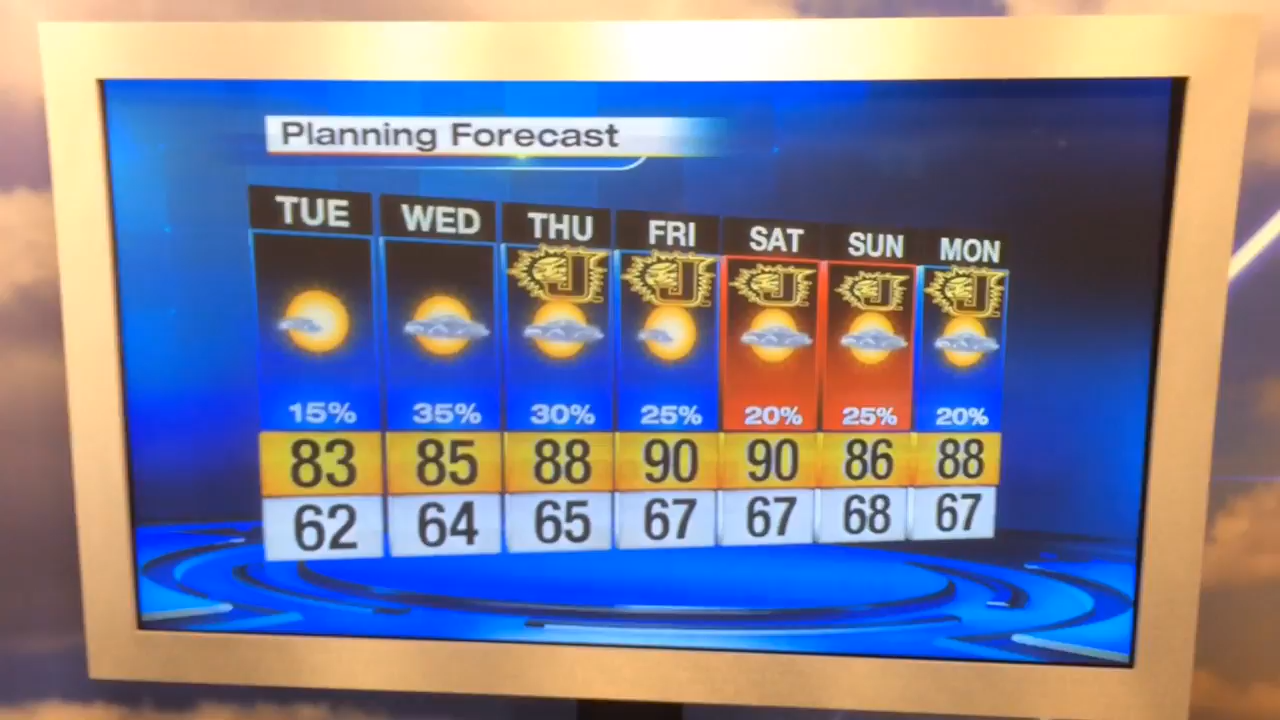 Planning Forecast
TUE WED THU FRI SAT SUN MON
J J J J J
15% 35% 30% 25% 20% 25% 20%
83 85 88 90 90 86 88
62 64 65 67 67 68 67